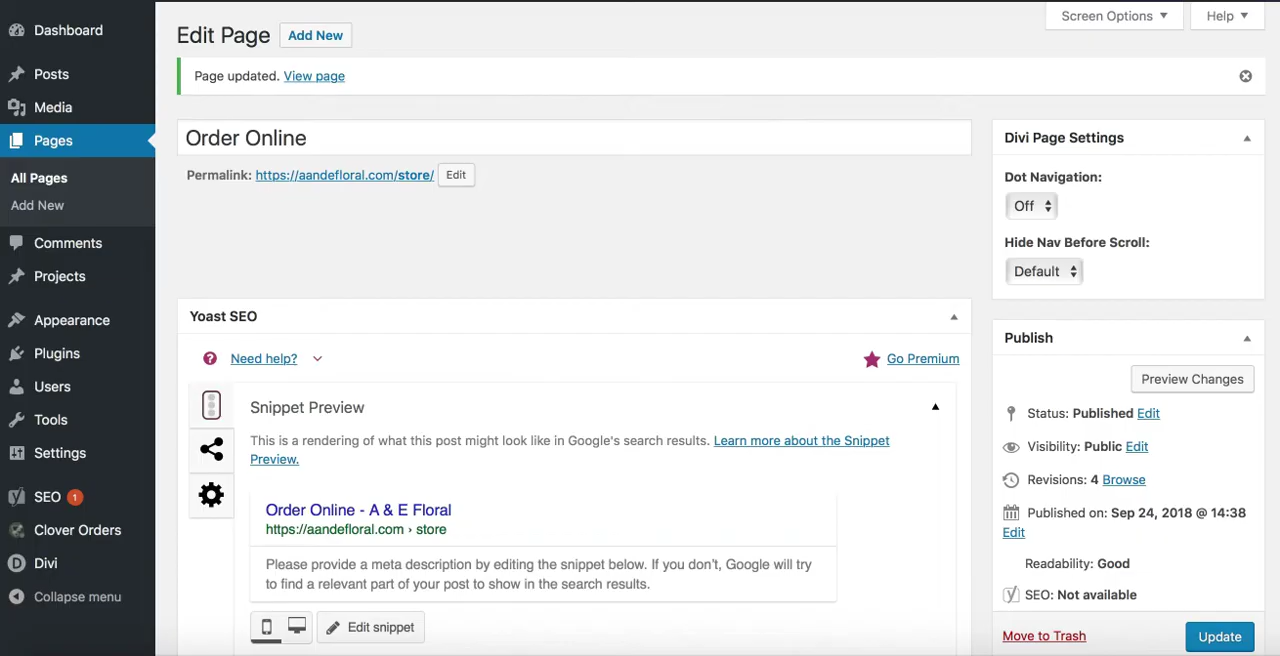 Dashboard
Posts
Media
Pages
All Pages
Add New
Comments
Projects
Appearance
Plugins
Users
Tools
Settings
SEO 1
Clover Orders
Divi
Collapse menu
Screen Options
Help
Edit Page Add New
Page updated. View page
Order Online
Permalink: https://aandefloral.com/store/ Edit
Yoast SEO
Need help?
Go Premium
Snippet Preview
This is a rendering of what this post might look like in Google's search results. Learn more about the Snippet
Preview.
Order Online - A & E Floral
https://aandefloral.com › store
Please provide a meta description by editing the snippet below. If you don't, Google will try
to find a relevant part of your post to show in the search results.
Edit snippet
Divi Page Settings
Dot Navigation:
Off
Hide Nav Before Scroll:
Default
Publish
Preview Changes
Status: Published Edit
Visibility: Public Edit
Revisions: 4 Browse
Published on: Sep 24, 2018 @ 14:38
Edit
Readability: Good
SEO: Not available
Move to Trash
Update